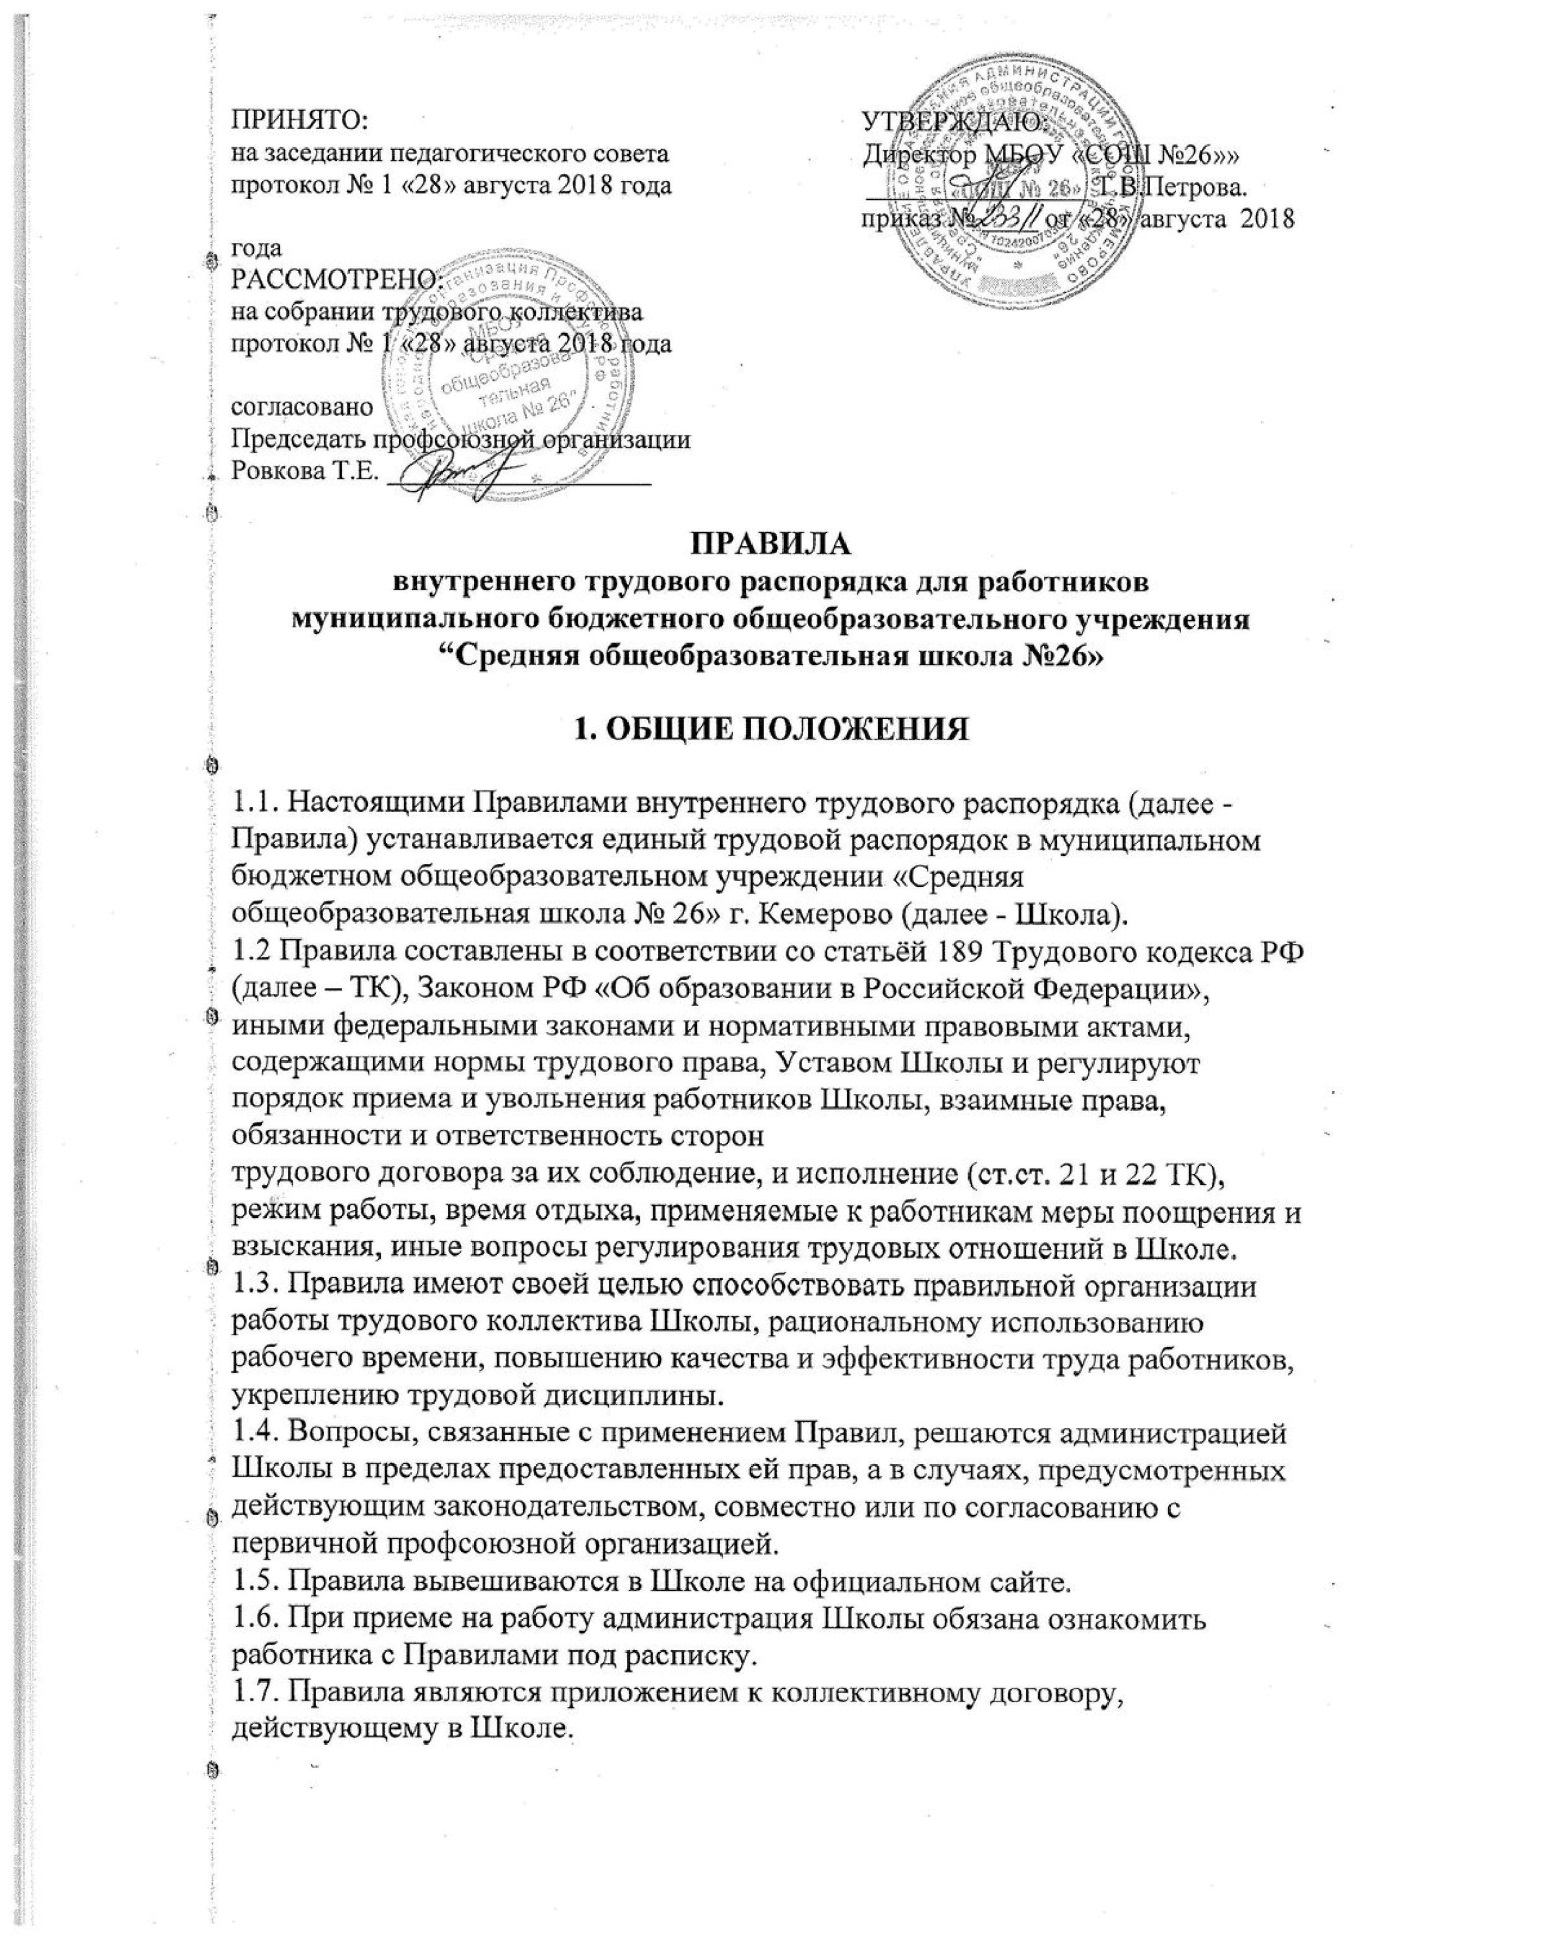 ПРИНЯТО:
на заседании педагогического совета
протокол № 1 «28» августа 2018 года
УТВЕРЖДАЮ:
Директор МБОУ «СОШ №26»»
Т.В.Петрова.
приказ № от «28» августа 2018
года
РАССМОТРЕНО:
на собрании трудового коллектива
протокол № 1 «28» августа 2018 года
МБОУ
"Средняя
общеобразова-
тельная
школа № 26"
согласовано
Председать профсоюзной организации
Ровкова Т.Е.
ПРАВИЛА
внутреннего трудового распорядка для работников
муниципального бюджетного общеобразовательного учреждения
“Средняя общеобразовательная школа №26»
1. ОБЩИЕ ПОЛОЖЕНИЯ
1.1. Настоящими Правилами внутреннего трудового распорядка (далее -
Правила) устанавливается единый трудовой распорядок в муниципальном
бюджетном общеобразовательном учреждении «Средняя
общеобразовательная школа № 26» г. Кемерово (далее - Школа).
1.2 Правила составлены в соответствии со статьёй 189 Трудового кодекса РФ
(далее – ТК), Законом РФ «Об образовании в Российской Федерации»,
иными федеральными законами и нормативными правовыми актами,
содержащими нормы трудового права, Уставом Школы и регулируют
порядок приема и увольнения работников Школы, взаимные права,
обязанности и ответственность сторон
трудового договора за их соблюдение, и исполнение (ст.ст. 21 и 22 ТК),
режим работы, время отдыха, применяемые к работникам меры поощрения и
взыскания, иные вопросы регулирования трудовых отношений в Школе.
1.3. Правила имеют своей целью способствовать правильной организации
работы трудового коллектива Школы, рациональному использованию
рабочего времени, повышению качества и эффективности труда работников,
укреплению трудовой дисциплины.
1.4. Вопросы, связанные с применением Правил, решаются администрацией
Школы в пределах предоставленных ей прав, а в случаях, предусмотренных
действующим законодательством, совместно или по согласованию с
первичной профсоюзной организацией.
1.5. Правила вывешиваются в Школе на официальном сайте.
1.6. При приеме на работу администрация Школы обязана ознакомить
работника с Правилами под расписку.
1.7. Правила являются приложением к коллективному договору,
действующему в Школе.